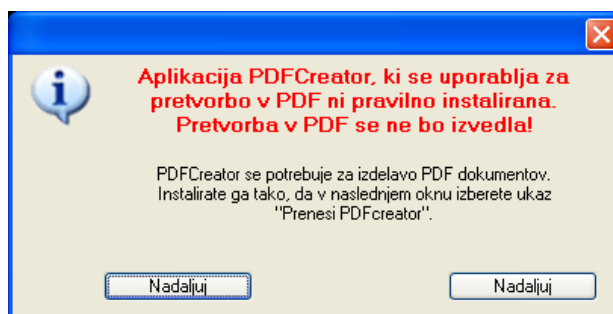 Aplikacija PDFCreator, ki se uporablja za
pretvorbo v PDF ni pravilno instalirana.
Pretvorba v PDF se ne bo izvedla!
PDFCreator se potrebuje za izdelavo PDF dokumentov.
Instalirate ga tako, da v naslednjem oknu izberete ukaz
"Prenesi PDFcreator".
Nadaljuj
Nadaljuj